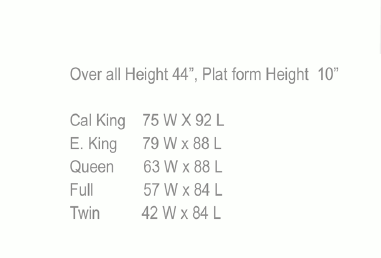 Over all Height 44”, Plat form Height 10”
Cal King 75 W X 92 L
E. King 79 W x 88 L
Queen 63 W x 88 L
Full 57 W x 84 L
Twin 42 W x 84 L